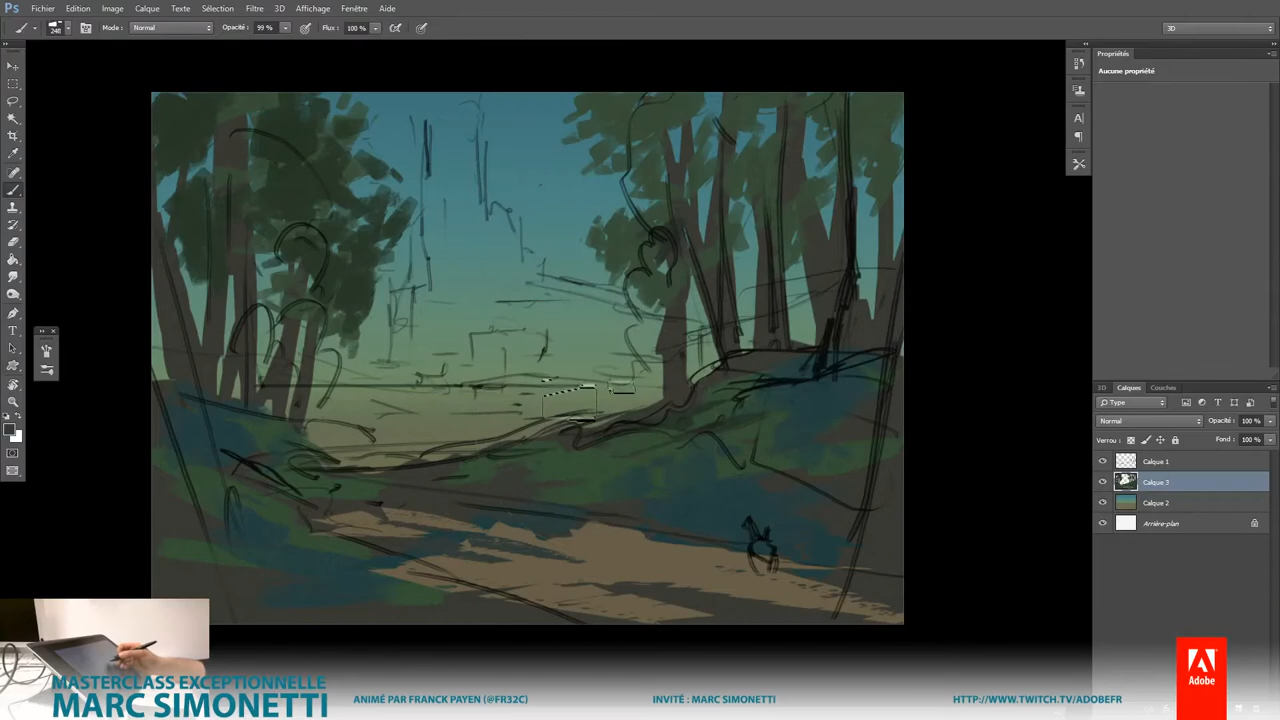 Ps Fichier Edition Image Calque Texte Sélection Filtre 3D Affichage Fenêtre Aide
248 Mode : Normal Opacité : 99 % Flux : 100 % 3D
Propriétés
Aucune propriété
3D Calques Couches
Type
Normal Opacité : 100 %
Verrou : Fond : 100 %
Calque 1
Calque 3
Calque 2
Arrière-plan
MASTERCLASS EXCEPTIONNELLE
MARC SIMONETTI
ANIMÉ PAR FRANCK PAYEN (@FR32C)
INVITÉ : MARC SIMONETTI
HTTP://WWW.TWITCH.TV/ADOBEFR
Adobe